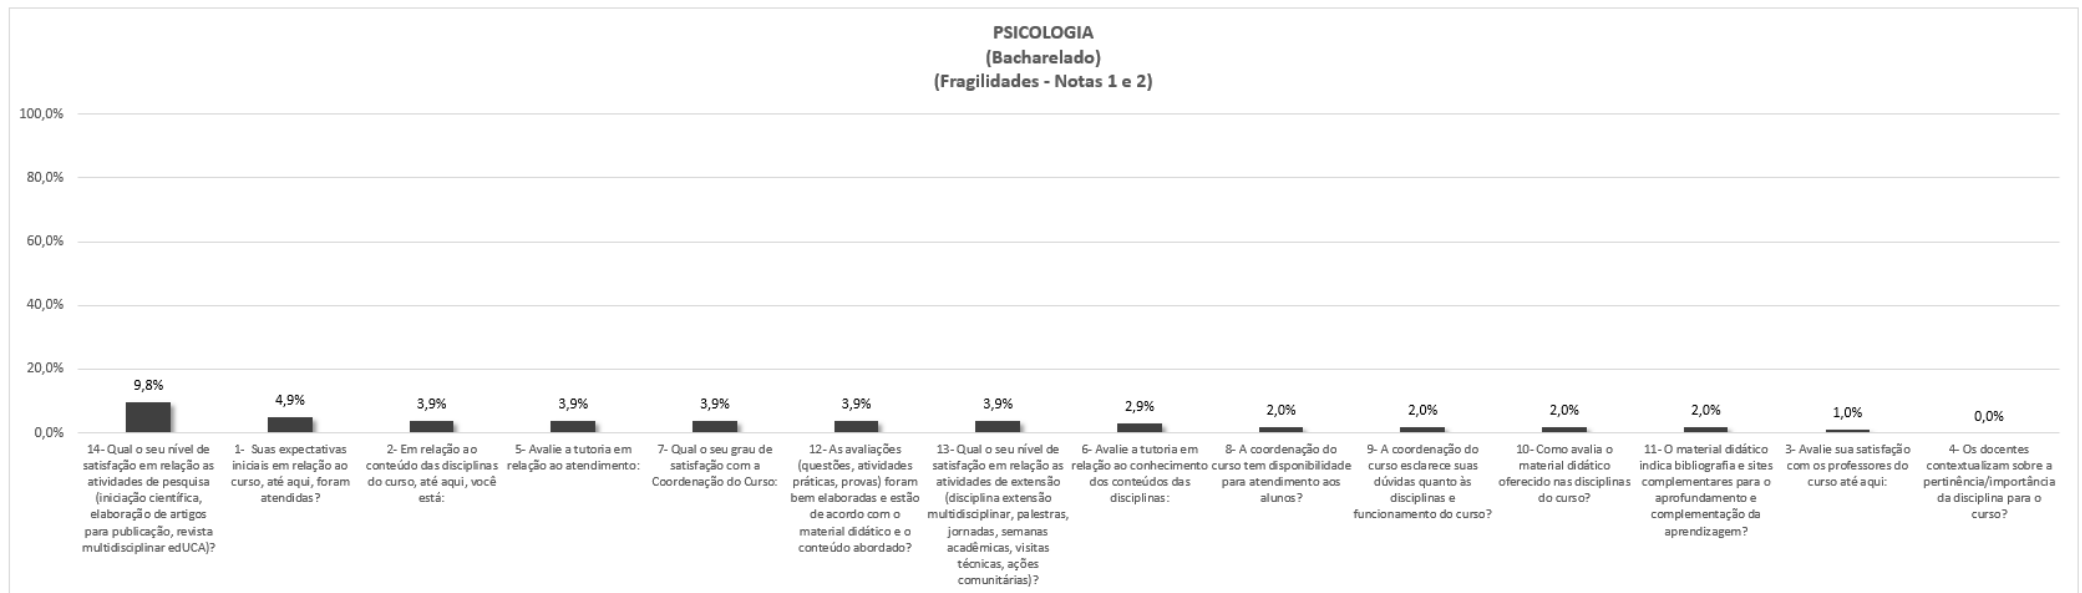 PSICOLOGIA
(Bacharelado)
(Fragilidades - Notas 1 e 2)
100,0%
80,0%
60,0%
40,0%
20,0%
0,0%
9,8%
4,9%
3,9%
3,9%
3,9%
3,9%
3,9%
2,9%
2,0%
2,0%
2,0%
2,0%
1,0%
0,0%
14- Qual o seu nível de
satisfação em relação as
atividades de pesquisa
(iniciação científica,
elaboração de artigos
para publicação, revista
multidisciplinar edUCA)?
1- Suas expectativas
iniciais em relação ao
curso, até aqui, foram
atendidas?
2- Em relação ao
conteúdo das disciplinas
do curso, até aqui, você
está:
5- Avalie a tutoria em
relação ao atendimento:
7- Qual o seu grau de
satisfação com a
Coordenação do Curso:
12- As avaliações
(questões, atividades
práticas, provas) foram
bem elaboradas e estão
de acordo com o
material didático e o
conteúdo abordado?
13- Qual o seu nível de
satisfação em relação as
atividades de extensão
(disciplina extensão
multidisciplinar, palestras,
jornadas, semanas
acadêmicas, visitas
técnicas, ações
comunitárias)?
6- Avalie a tutoria em
relação ao conhecimento
dos conteúdos das
disciplinas:
8- A coordenação do
curso tem disponibilidade
para atendimento aos
alunos?
9- A coordenação do
curso esclarece suas
dúvidas quanto às
disciplinas e
funcionamento do curso?
10- Como avalia o
material didático
oferecido nas disciplinas
do curso?
11- O material didático
indica bibliografia e sites
complementares para o
aprofundamento e
complementação da
aprendizagem?
3- Avalie sua satisfação
com os professores do
curso até aqui:
4- Os docentes
contextualizam sobre a
pertinência/importância
da disciplina para o
curso?